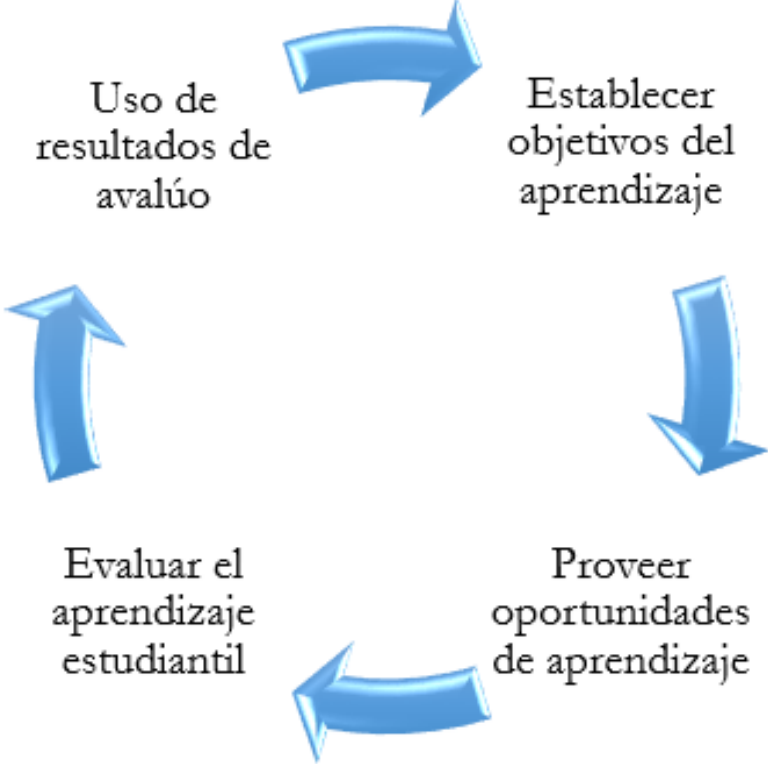 Uso de
resultados de
avalúo
Establecer
objetivos del
aprendizaje
Proveer
oportunidades
de aprendizaje
Evaluar el
aprendizaje
estudiantil